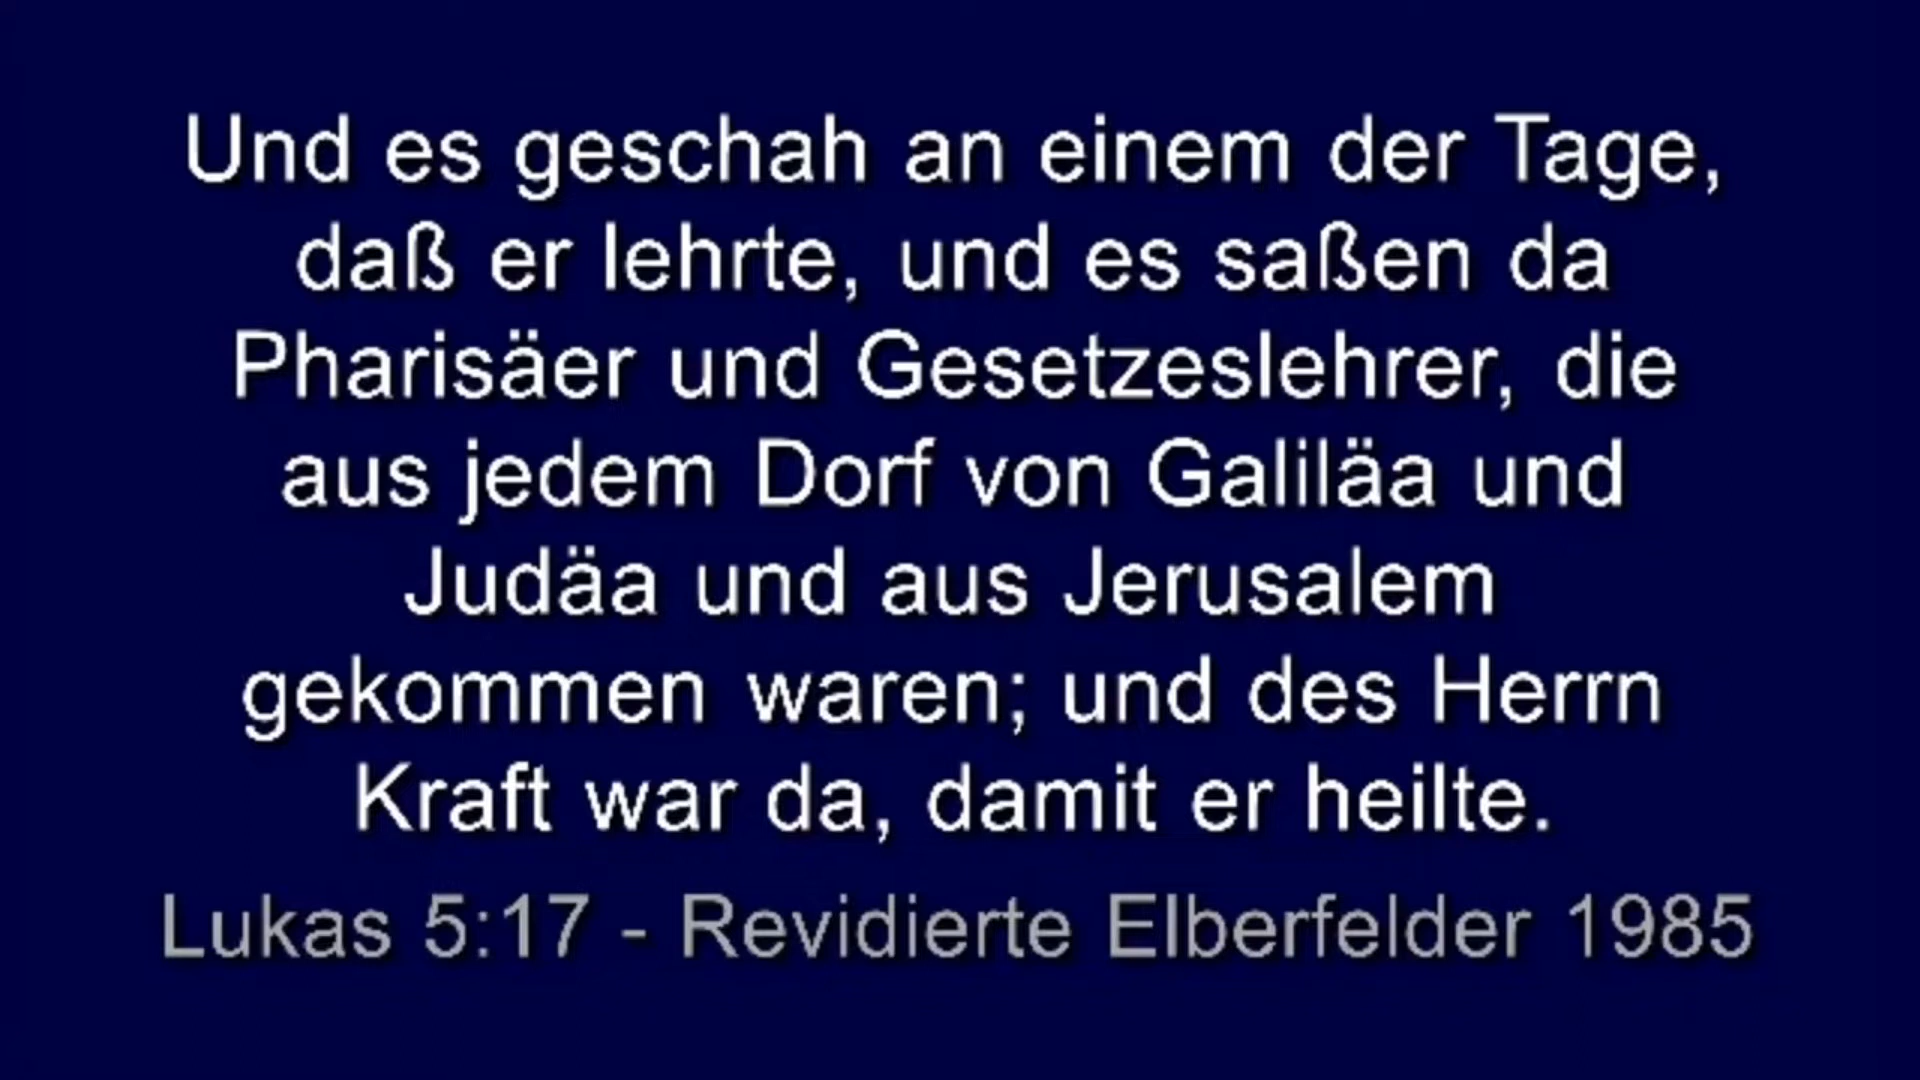 Und es geschah an einem der Tage,
daß er lehrte, und es saßen da
Pharisäer und Gesetzeslehrer, die
aus jedem Dorf von Galiläa und
Judäa und aus Jerusalem
gekommen waren; und des Herrn
Kraft war da, damit er heilte.
Lukas 5:17 - Revidierte Elberfelder 1985